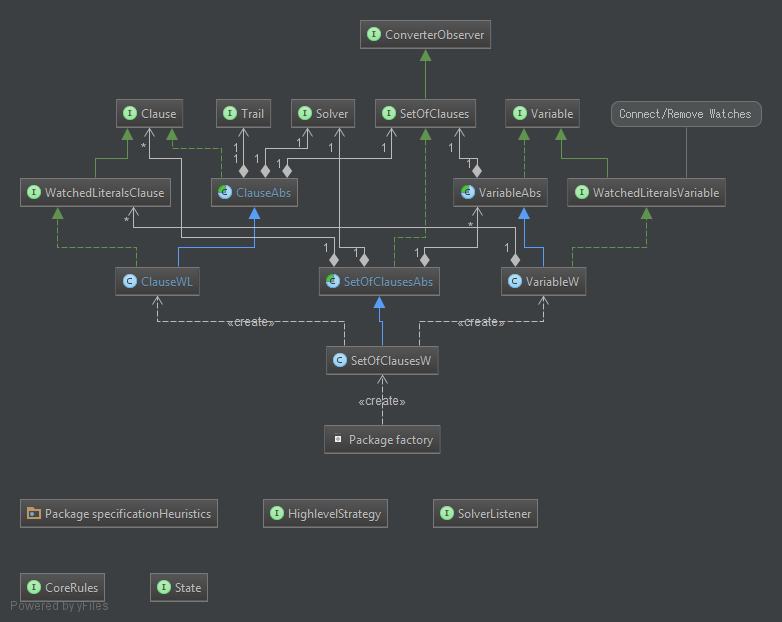 ConverterObserver
Clause
Trail
Solver
SetOfClauses
Variable
Connect/Remove Watches
*
1
1
1
1
1
1
1
1
1
WatchedLiteralsClause
ClauseAbs
VariableAbs
WatchedLiteralsVariable
*
*
1
1
1
1
ClauseWL
SetOfClausesAbs
VariableW
«create»
«create»
SetOfClausesW
«create»
Package factory
Package specificationHeuristics
HighlevelStrategy
SolverListener
CoreRules
State
Powered by yFiles